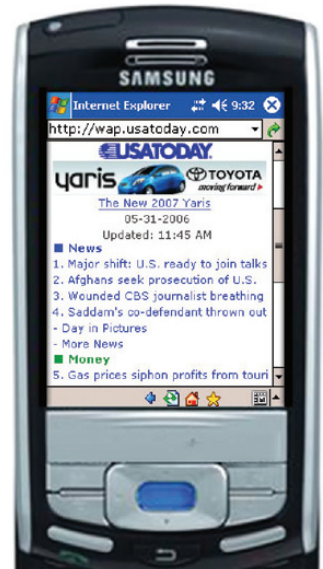 SAMSUNG
Internet Explorer 9:32
http://wap.usatoday.com
USATODAY.
yaris TOYOTA
moving forward
The New 2007 Yaris
05-31-2006
Updated: 11:45 AM
News
1. Major shift: U.S. ready to join talks
2. Afghans seek prosecution of U.S.
3. Wounded CBS journalist breathing
4. Saddam's co-defendant thrown out
- Day in Pictures
- More News
Money
5. Gas prices siphon profits from touri